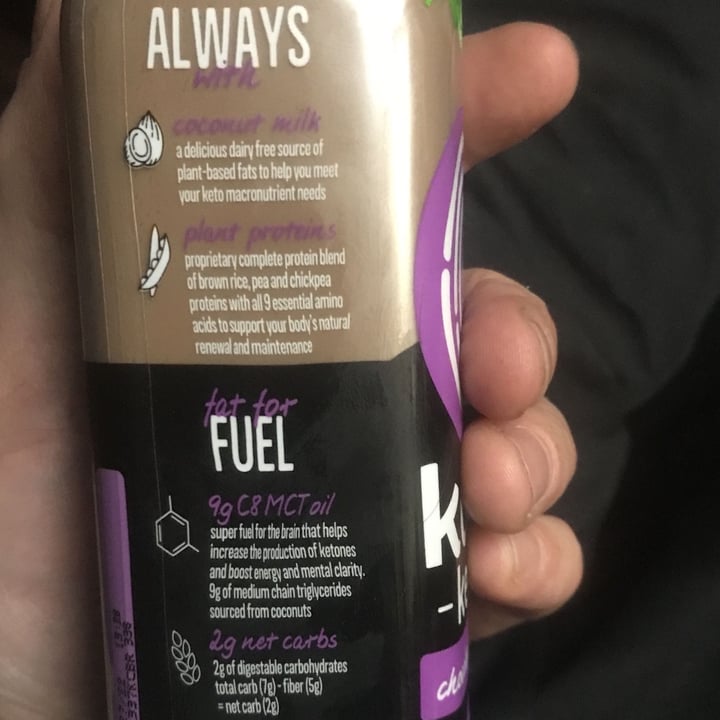 ALWAYS
with
coconut milk
a delicious dairy free source of
plant-based fats to help you meet
your keto macronutrient needs
plant proteins
proprietary complete protein blend
of brown rice, pea and chickpea
proteins with all 9 essential amino
acids to support your body's natural
renewal and maintenance
fat for
FUEL
9g C8 MCT oil
super fuel for the brain that helps
increase the production of ketones
and boost energy and mental clarity.
9g of medium chain triglycerides
sourced from coconuts
2g net carbs
2g of digestable carbohydrates
total carb (7g) - fiber (5g)
= net carb (2g)